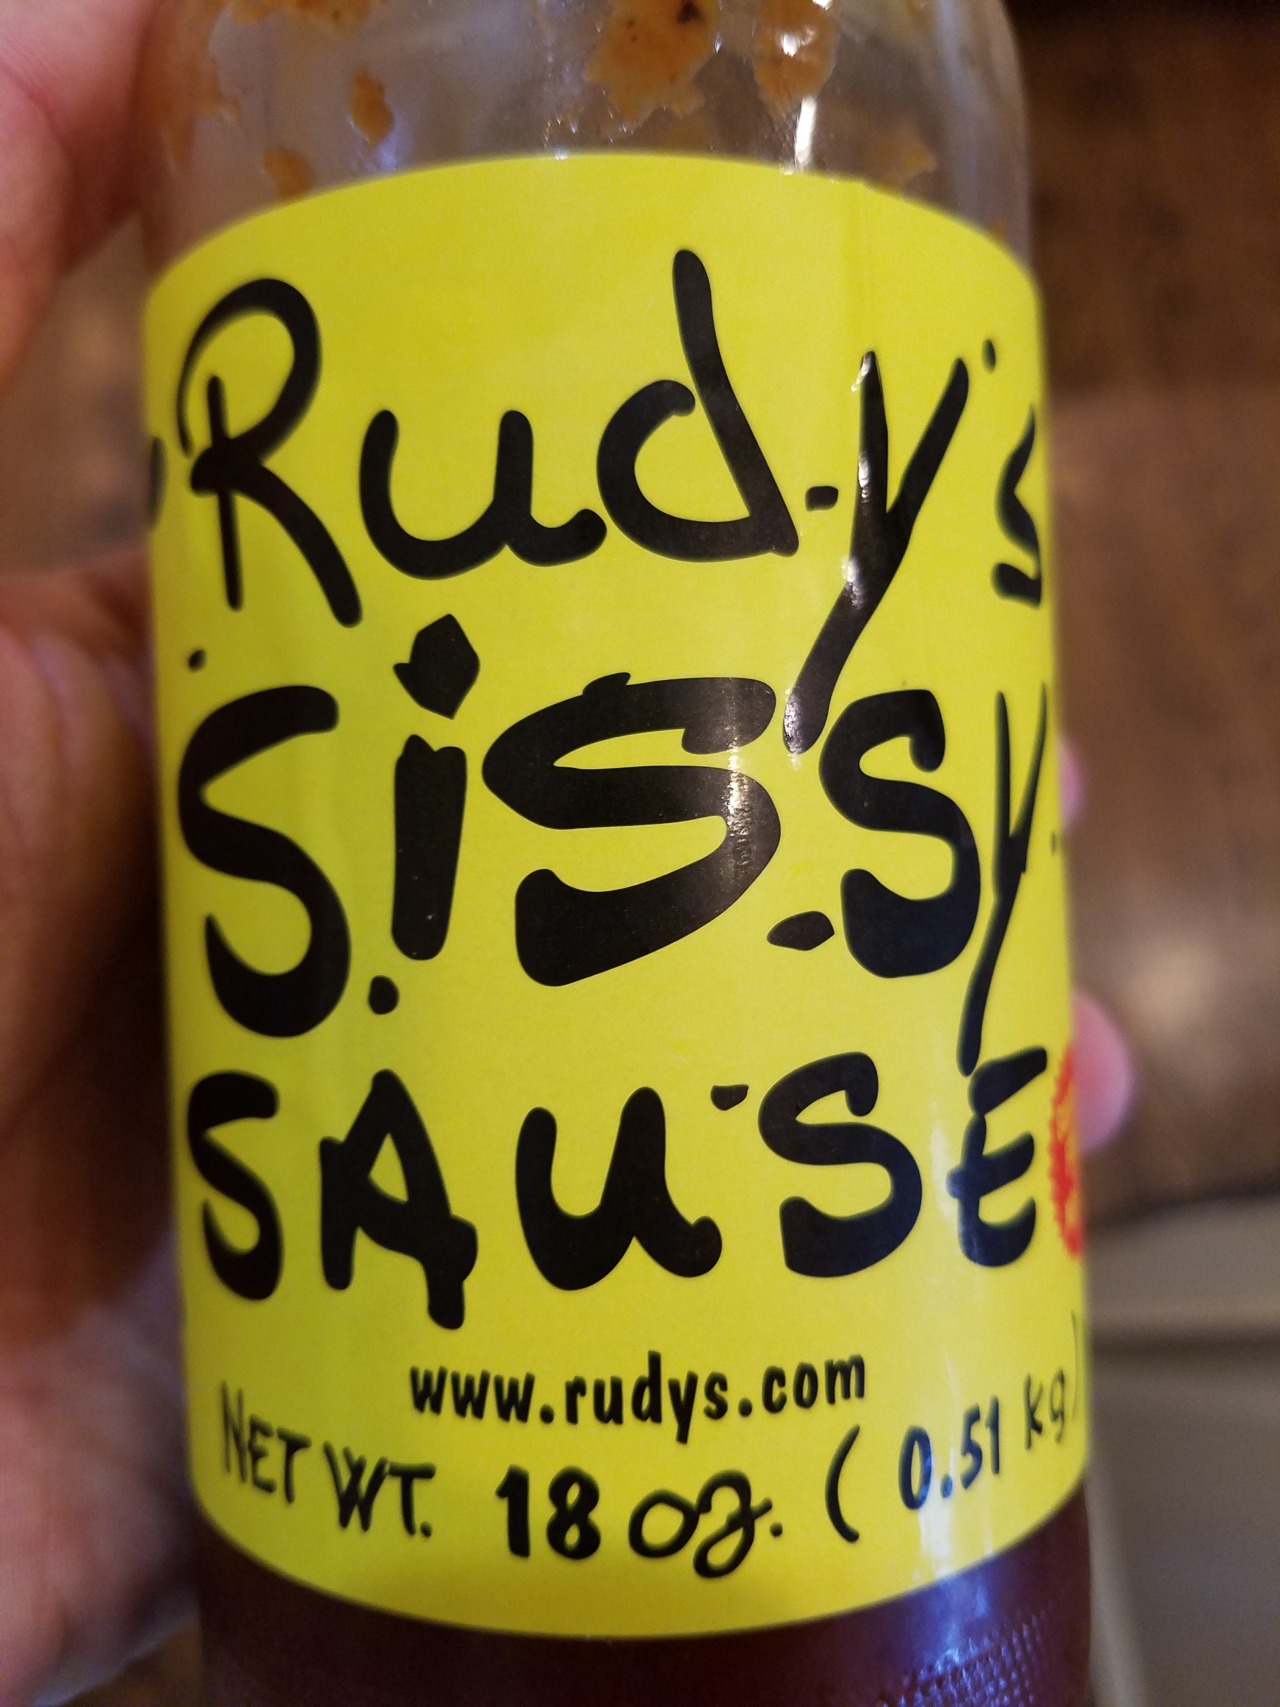 Rudy's
SiSSy
SAUSE
www.rudys.com
NET WT. 18 oz. (0.51 kg)